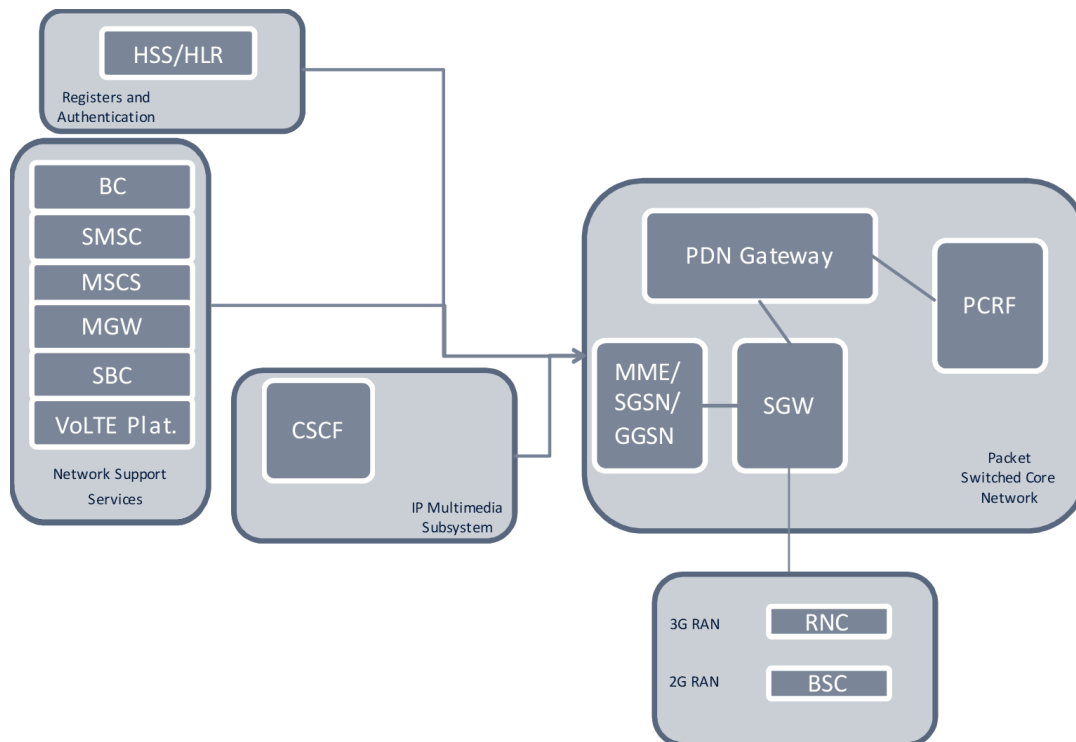 HSS/HLR
Registers and
Authentication
BC
SMSC
MSCS
MGW
SBC
VoLTE Plat.
Network Support
Services
CSCF
IP Multimedia
Subsystem
PDN Gateway
PCRF
MME/
SGSN/
GGSN
SGW
Packet
Switched Core
Network
3G RAN
RNC
2G RAN
BSC